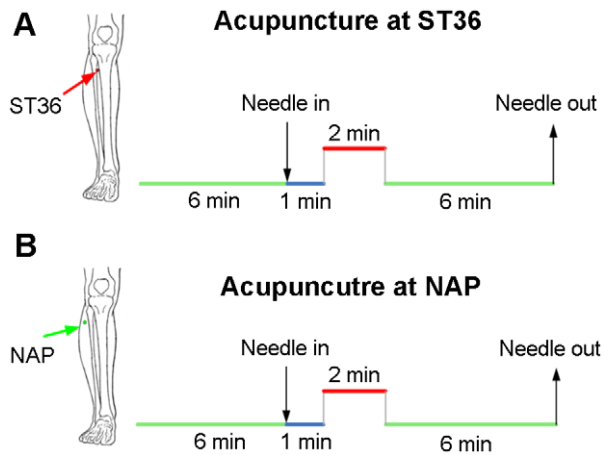 A
Acupuncture at ST36
ST36
Needle in
Needle out
2 min
6 min
1 min
6 min
B
Acupuncutre at NAP
NAP
Needle in
Needle out
2 min
6 min
1 min
6 min